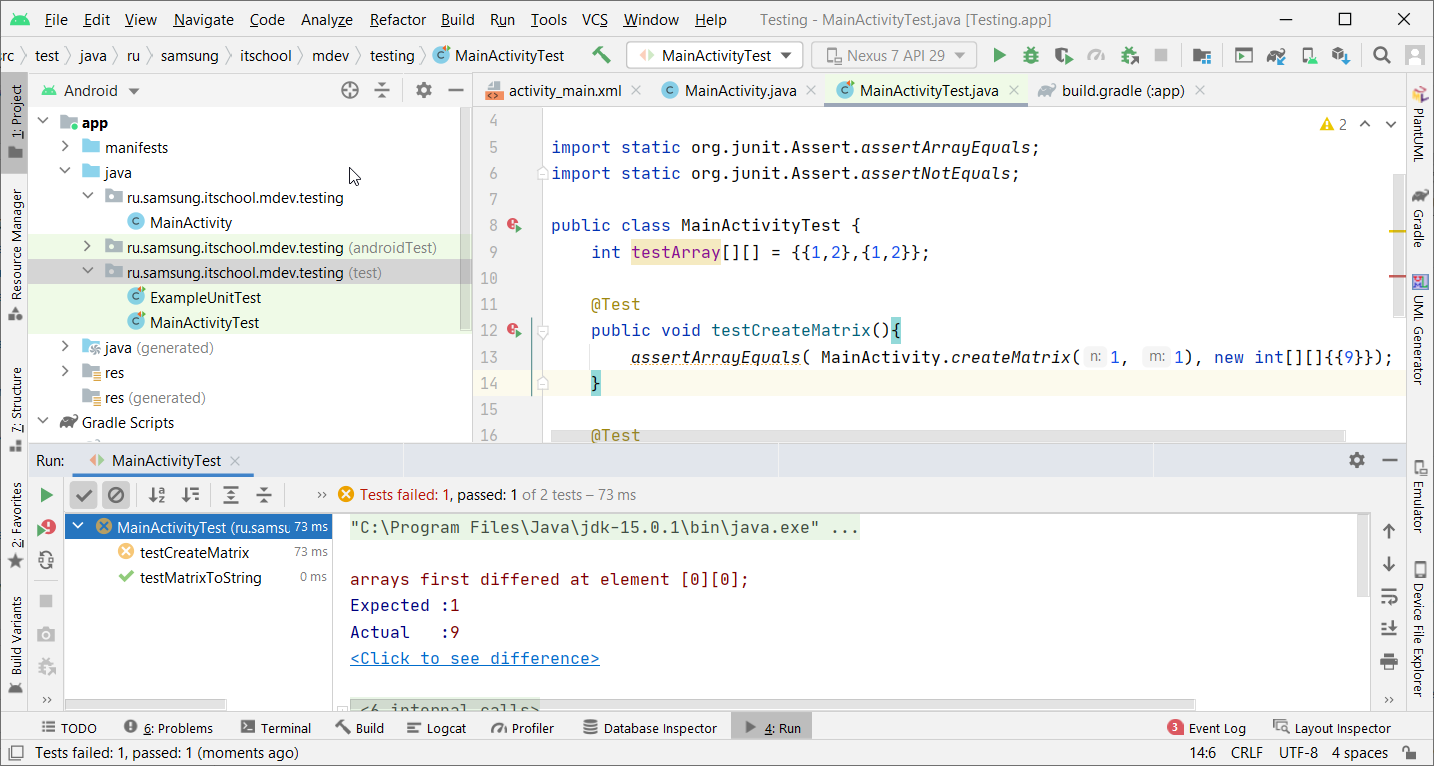 File Edit View Navigate Code Analyze Refactor Build Run Tools VCS Window Help Testing - MainActivityTest.java [Testing.app]
rc test java ru samsung itschool mdev testing MainActivityTest MainActivityTest Nexus 7 API 29
1: Project
Resource Manager
7: Structure
2: Favorites
Build Variants
Android
app
manifests
java
ru.samsung.itschool.mdev.testing
MainActivity
ru.samsung.itschool.mdev.testing (androidTest)
ru.samsung.itschool.mdev.testing (test)
ExampleUnitTest
MainActivityTest
java (generated)
res
res (generated)
Gradle Scripts
activity_main.xml MainActivity.java MainActivityTest.java build.gradle (:app)
2
4
5 import static org.junit.Assert.assertArrayEquals;
6 import static org.junit.Assert.assertNotEquals;
7
8 public class MainActivityTest {
9 int testArray[][] = {{1,2},{1,2}};
10
11 @Test
12 public void testCreateMatrix(){
13 assertArrayEquals( MainActivity.createMatrix( n: 1, m: 1), new int[][]{{9}});
14 }
15
16 @Test
PlantUML
Gradle
UML Generator
Emulator
Device File Explorer
Run: MainActivityTest
Tests failed: 1, passed: 1 of 2 tests – 73 ms
MainActivityTest (ru.samsu 73 ms
testCreateMatrix 73 ms
testMatrixToString 0 ms
"C:\Program Files\Java\jdk-15.0.1\bin\java.exe" ...
arrays first differed at element [0][0];
Expected :1
Actual :9
<Click to see difference>
<6 internal calls>
TODO 6: Problems Terminal Build Logcat Profiler Database Inspector 4: Run 3 Event Log Layout Inspector
Tests failed: 1, passed: 1 (moments ago) 14:6 CRLF UTF-8 4 spaces